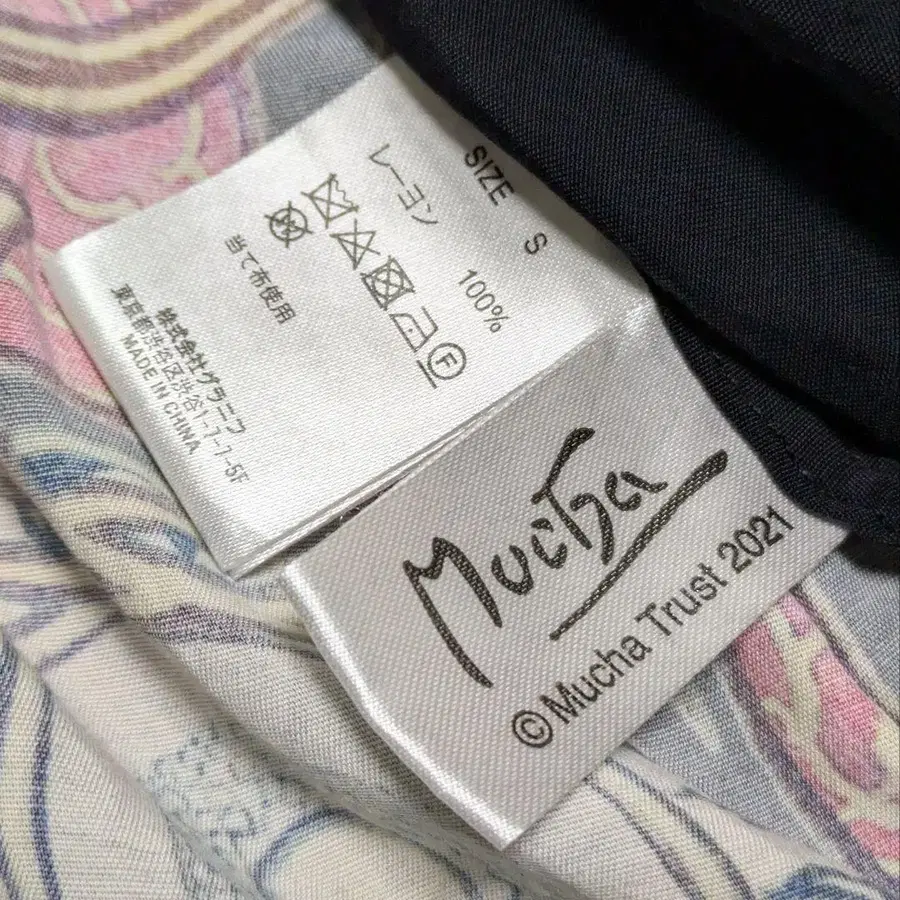 SIZE S
レーヨン 100%
F
当て布使用
株式会社グラニフ
東京都渋谷区渋谷1-7-7-5F
MADE IN CHINA
Mucha
© Mucha Trust 2021